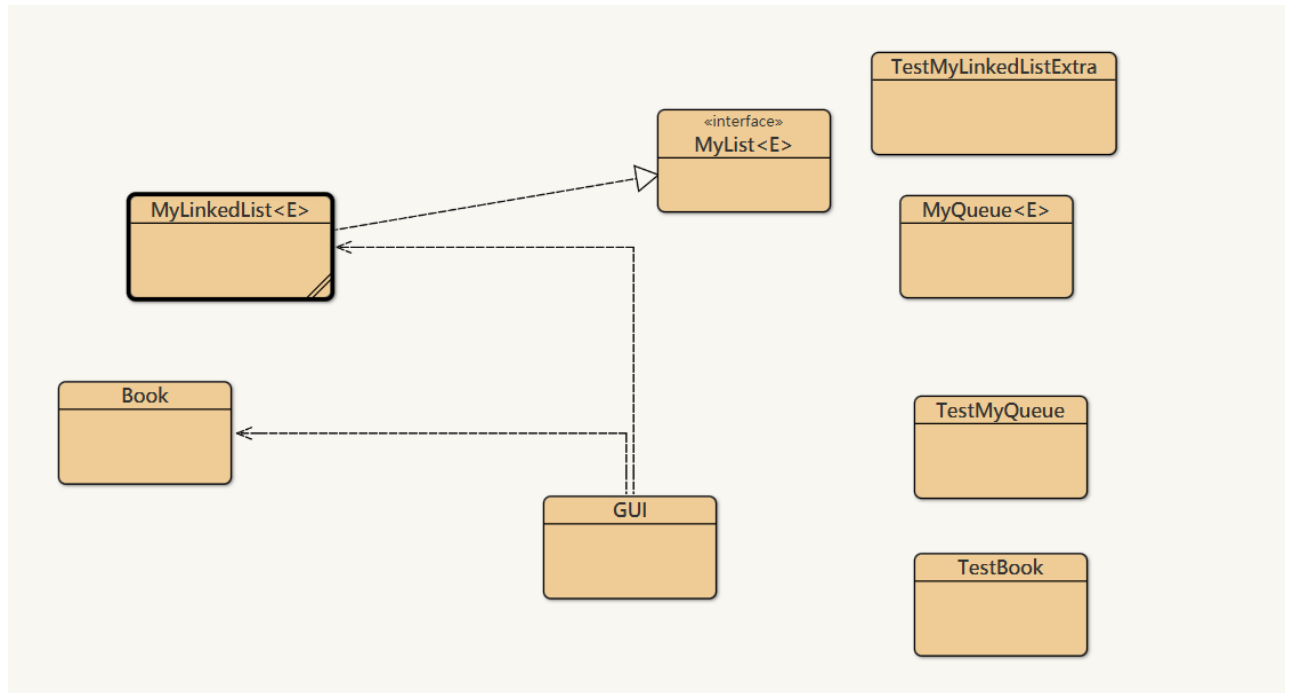 TestMyLinkedListExtra
«interface»
MyList<E>
MyLinkedList<E>
MyQueue<E>
Book
TestMyQueue
GUI
TestBook